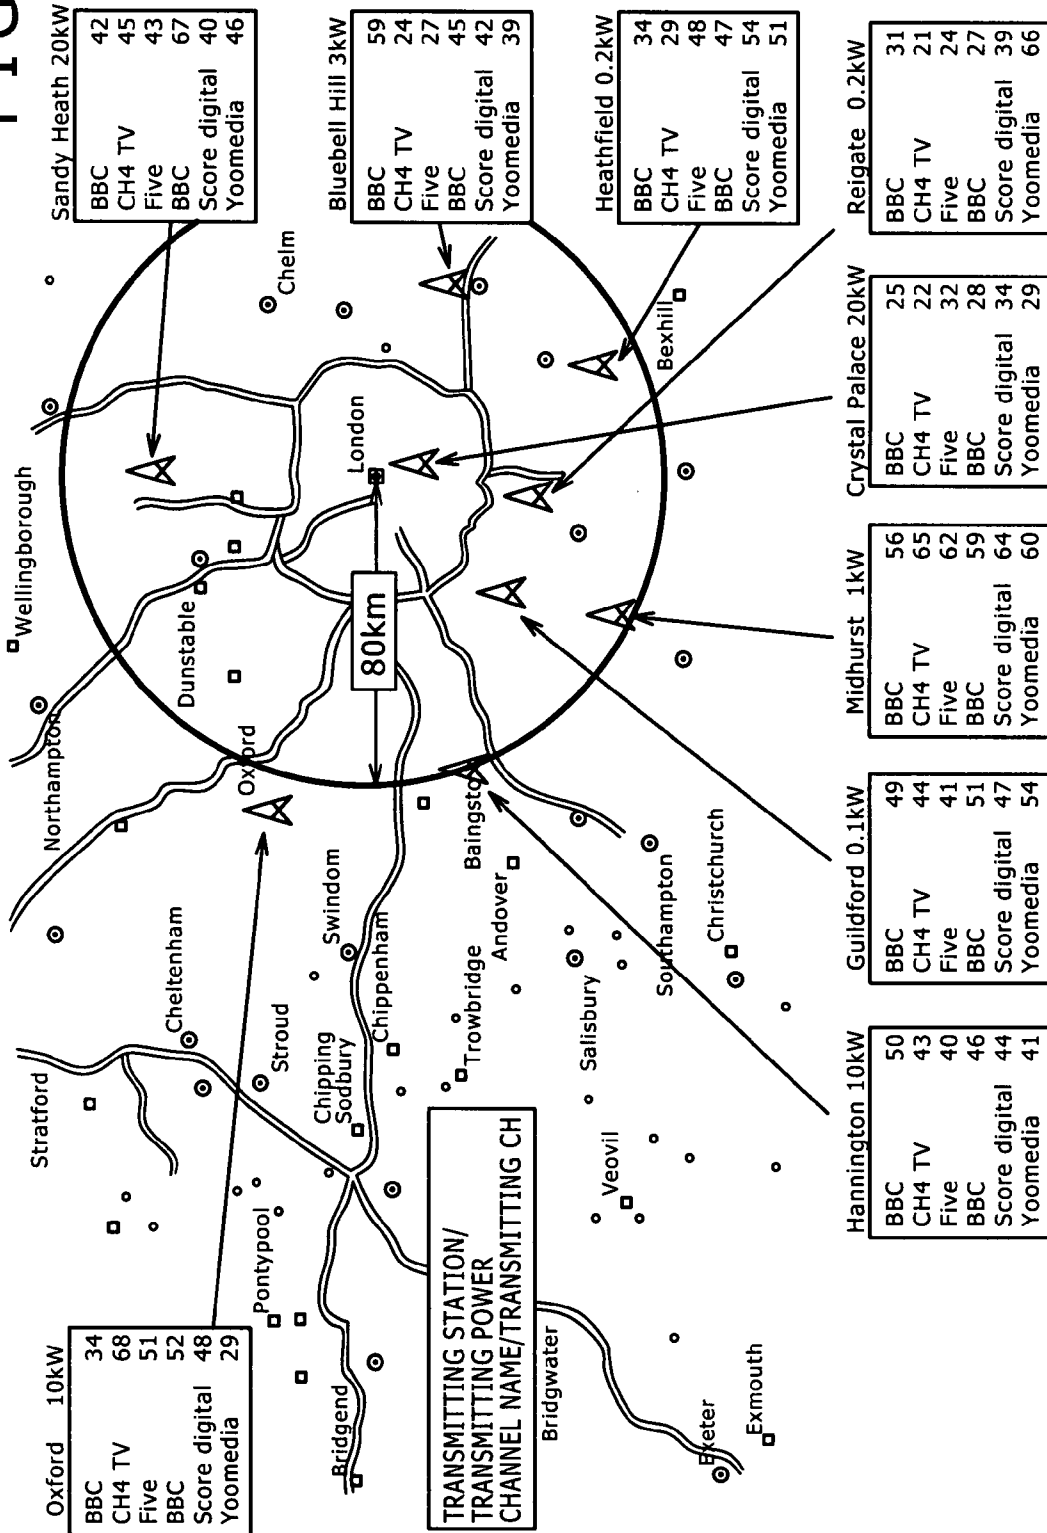 Oxford 10kW
BBC 34
CH4 TV 68
Five 51
BBC 52
Score digital 48
Yoomedia 29
Sandy Heath 20kW
BBC 42
CH4 TV 45
Five 43
BBC 67
Score digital 40
Yoomedia 46
Stratford
Northampton
Wellingborough
Cheltenham
Dunstable
Pontypool
Stroud
Oxford
Chelm
Chipping
Sodbury
Swindom
Bridgend
Chippenham
London
80km
Bluebell Hill 3kW
BBC 59
CH4 TV 24
Five 27
BBC 45
Score digital 42
Yoomedia 39
TRANSMITTING STATION/
TRANSMITTING POWER
CHANNEL NAME/TRANSMITTING CH
Trowbridge
Baingsto
Andover
Bridgwater
Salisbury
Veovil
Southampton
Bexhill
Heathfield 0.2kW
BBC 34
CH4 TV 29
Five 48
BBC 47
Score digital 54
Yoomedia 51
Exeter
Exmouth
Christchurch
Hannington 10kW
BBC 50
CH4 TV 43
Five 40
BBC 46
Score digital 44
Yoomedia 41
Guildford 0.1kW
BBC 49
CH4 TV 44
Five 41
BBC 51
Score digital 47
Yoomedia 54
Midhurst 1kW
BBC 56
CH4 TV 65
Five 62
BBC 59
Score digital 64
Yoomedia 60
Crystal Palace 20kW
BBC 25
CH4 TV 22
Five 32
BBC 28
Score digital 34
Yoomedia 29
Reigate 0.2kW
BBC 31
CH4 TV 21
Five 24
BBC 27
Score digital 39
Yoomedia 66